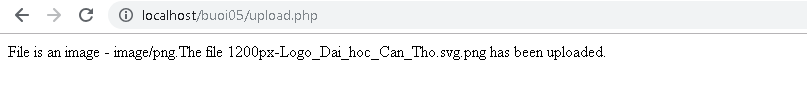 localhost/buoi05/upload.php
File is an image - image/png.The file 1200px-Logo_Dai_hoc_Can_Tho.svg.png has been uploaded.